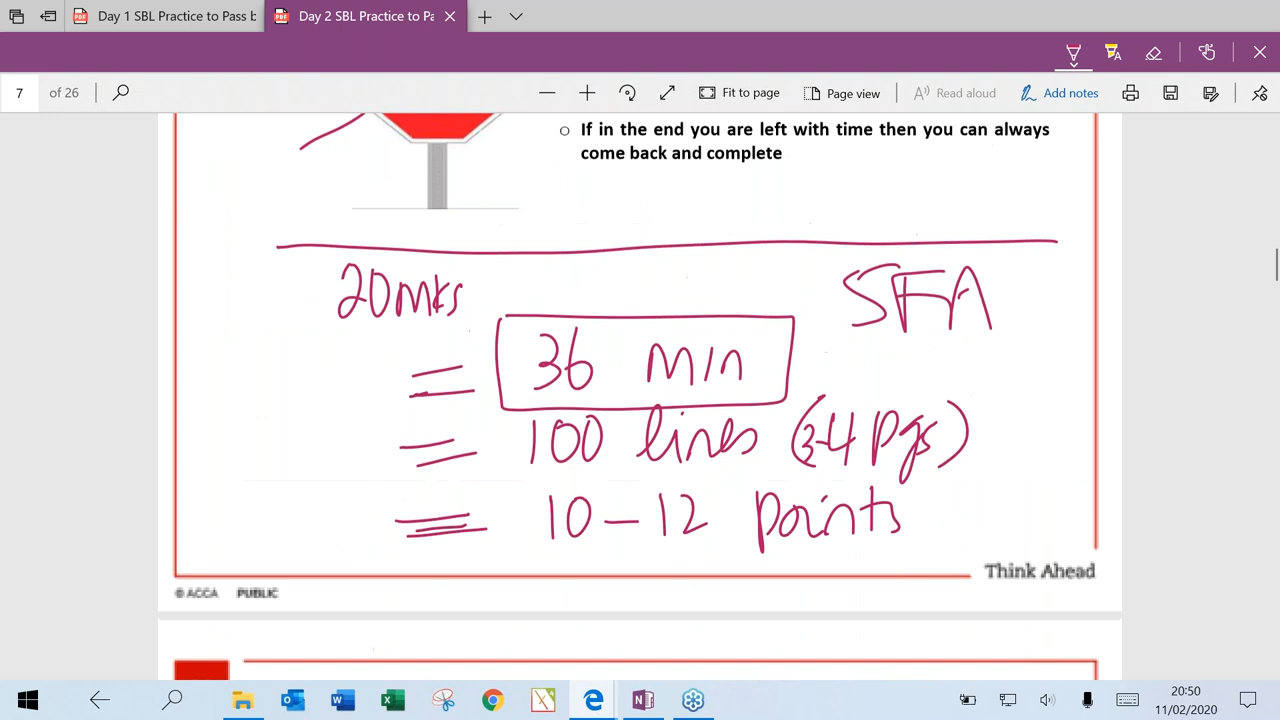 Day 1 SBL Practice to Pass b
Day 2 SBL Practice to Pa
7 of 26
Fit to page
Page view
Read aloud
Add notes
If in the end you are left with time then you can always
come back and complete
20mks
SFA
= 36 Min
= 100 lines (3-4 Pgs)
= 10-12 Points
Think Ahead
© ACCA PUBLIC
20:50
11/02/2020